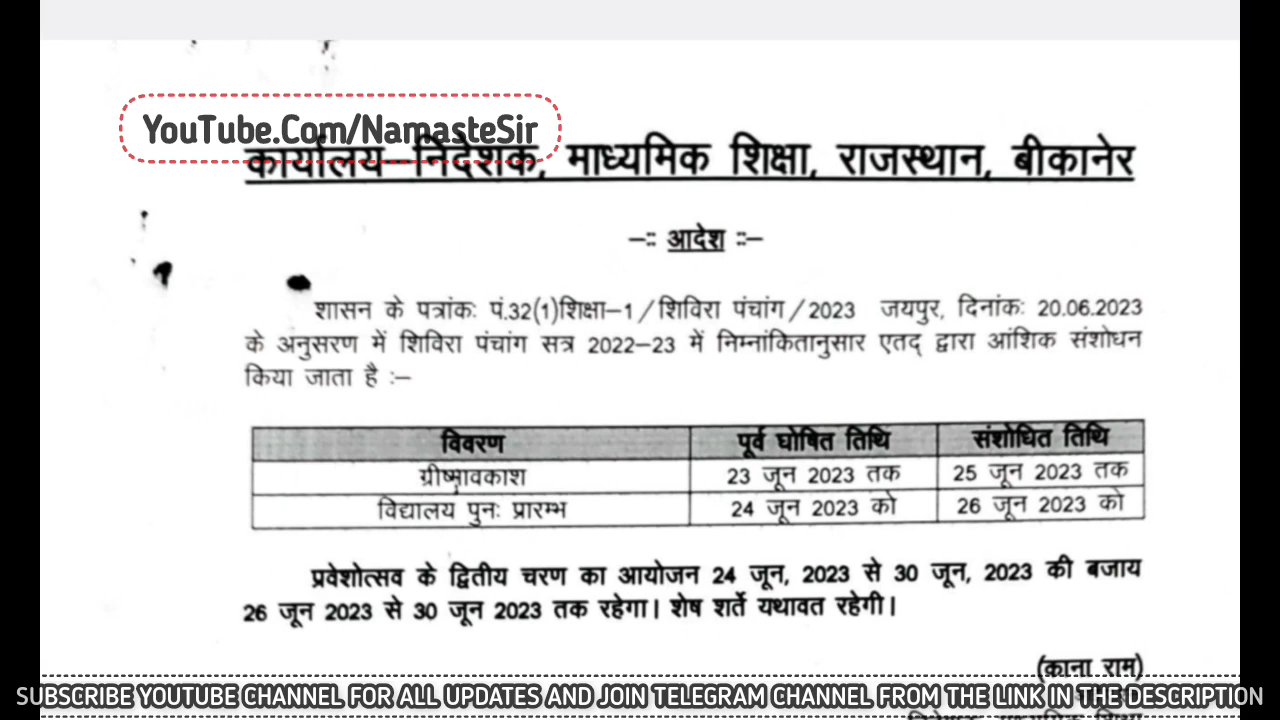 YouTube.Com/NamasteSir
कार्यालय–निदेशक, माध्यमिक शिक्षा, राजस्थान, बीकानेर
–:: आदेश ::–
शासन के पत्रांकः पं.32(1)शिक्षा–1/शिविरा पंचांग/2023 जयपुर, दिनांकः 20.06.2023
के अनुसरण में शिविरा पंचांग सत्र 2022–23 में निम्नांकितानुसार एतद् द्वारा आंशिक संशोधन
किया जाता है :–
विवरण पूर्व घोषित तिथि संशोधित तिथि
ग्रीष्मावकाश 23 जून 2023 तक 25 जून 2023 तक
विद्यालय पुनः प्रारम्भ 24 जून 2023 को 26 जून 2023 को
प्रवेशोत्सव के द्वितीय चरण का आयोजन 24 जून, 2023 से 30 जून, 2023 की बजाय
26 जून 2023 से 30 जून 2023 तक रहेगा। शेष शर्ते यथावत रहेगी।
(काना राम)
SUBSCRIBE YOUTUBE CHANNEL FOR ALL UPDATES AND JOIN TELEGRAM CHANNEL FROM THE LINK IN THE DESCRIPTION